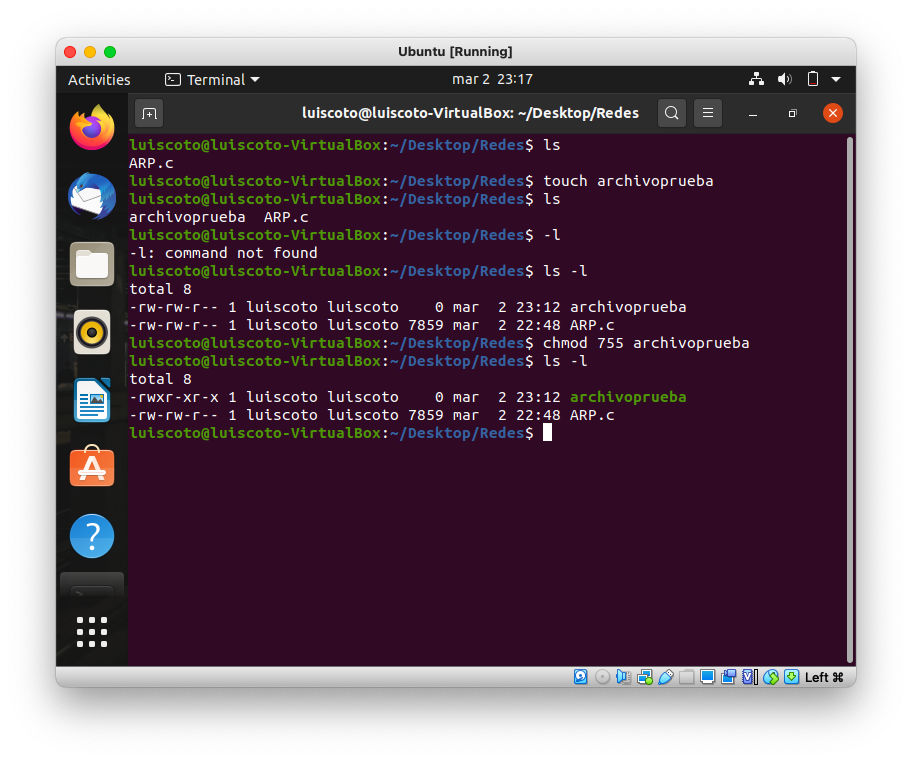 Ubuntu [Running]
Activities Terminal mar 2 23:17
luiscoto@luiscoto-VirtualBox: ~/Desktop/Redes
luiscoto@luiscoto-VirtualBox:~/Desktop/Redes$ ls
ARP.c
luiscoto@luiscoto-VirtualBox:~/Desktop/Redes$ touch archivoprueba
luiscoto@luiscoto-VirtualBox:~/Desktop/Redes$ ls
archivoprueba  ARP.c
luiscoto@luiscoto-VirtualBox:~/Desktop/Redes$ -l
-l: command not found
luiscoto@luiscoto-VirtualBox:~/Desktop/Redes$ ls -l
total 8
-rw-rw-r-- 1 luiscoto luiscoto    0 mar  2 23:12 archivoprueba
-rw-rw-r-- 1 luiscoto luiscoto 7859 mar  2 22:48 ARP.c
luiscoto@luiscoto-VirtualBox:~/Desktop/Redes$ chmod 755 archivoprueba
luiscoto@luiscoto-VirtualBox:~/Desktop/Redes$ ls -l
total 8
-rwxr-xr-x 1 luiscoto luiscoto    0 mar  2 23:12 archivoprueba
-rw-rw-r-- 1 luiscoto luiscoto 7859 mar  2 22:48 ARP.c
luiscoto@luiscoto-VirtualBox:~/Desktop/Redes$
Left ⌘